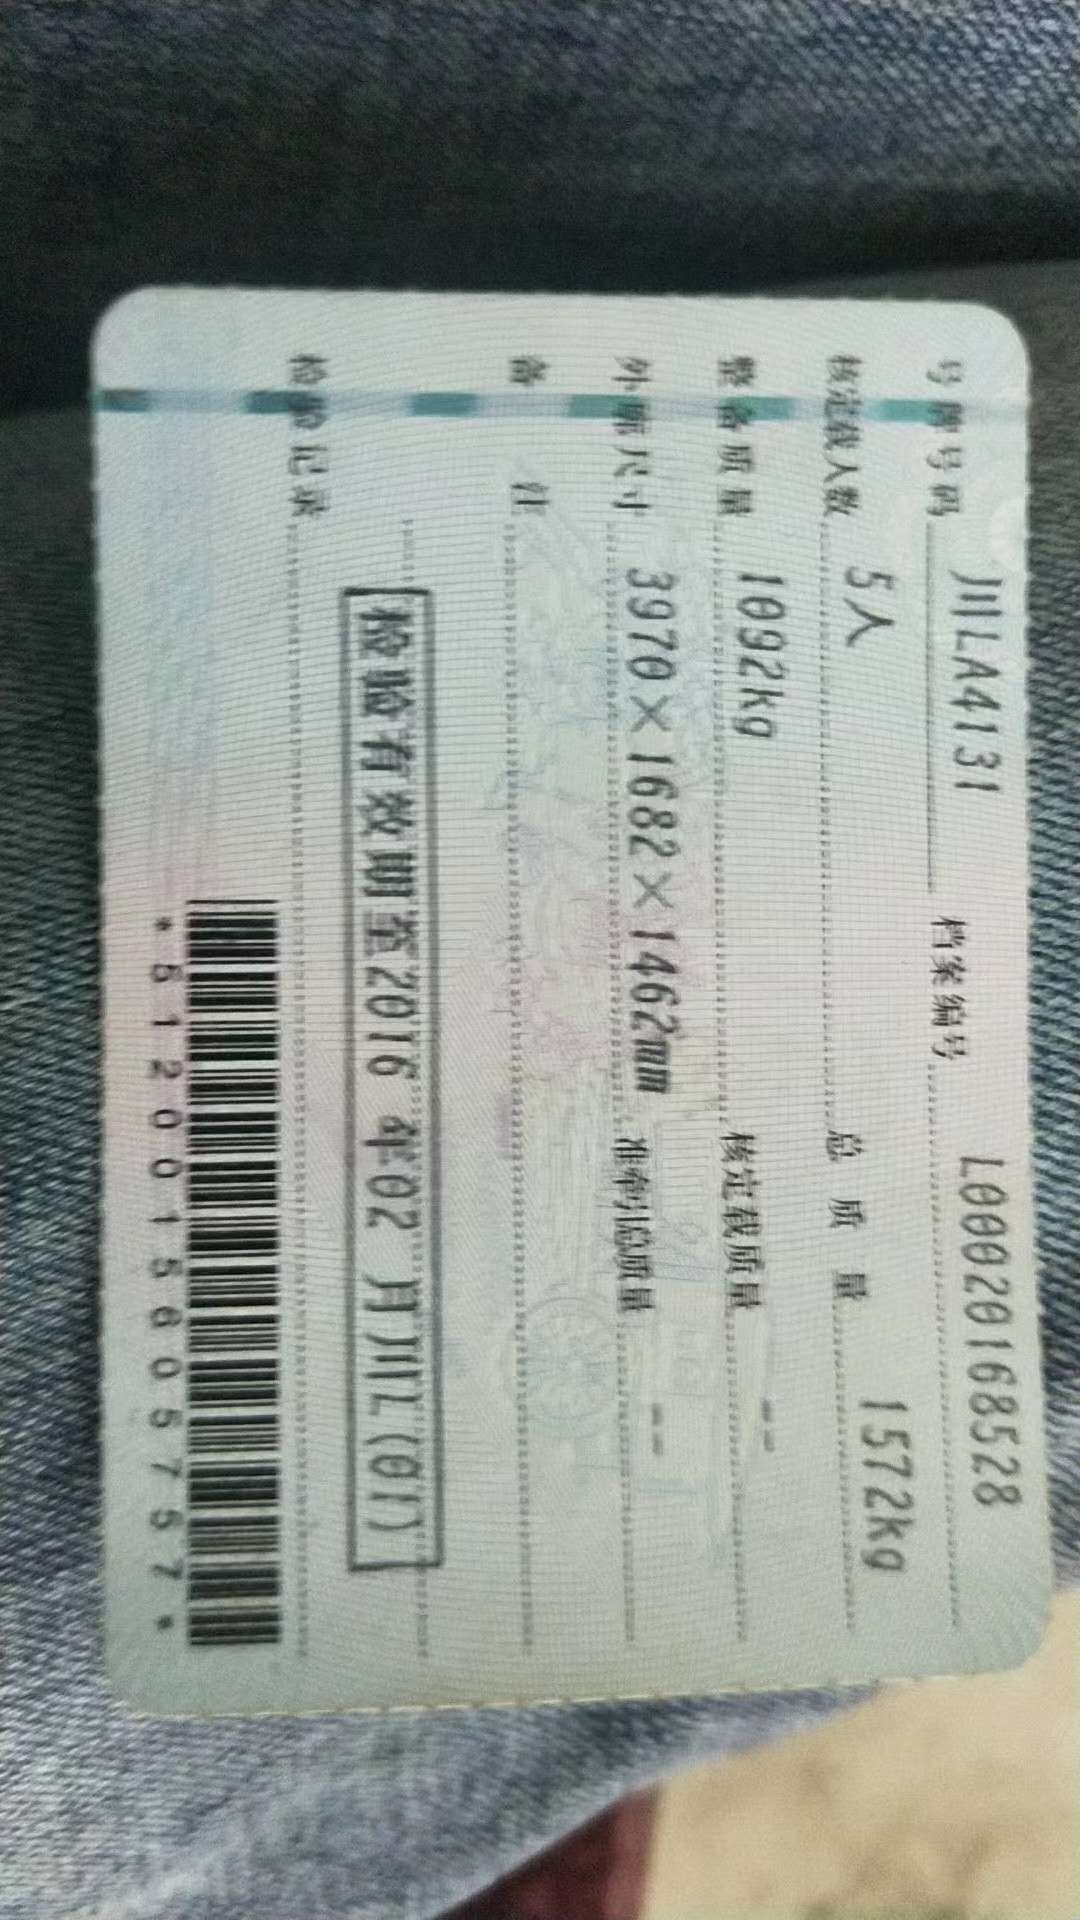 号牌号码 川LA4131 档案编号 L00020168528
核定载人数 5人 总质量 1572kg
整备质量 1092kg 核定载质量 --
外廓尺寸 3970×1682×1462mm 准牵引总质量 --
备注
检验有效期至2016年02月川L(01)
检验记录
*5120015605757*